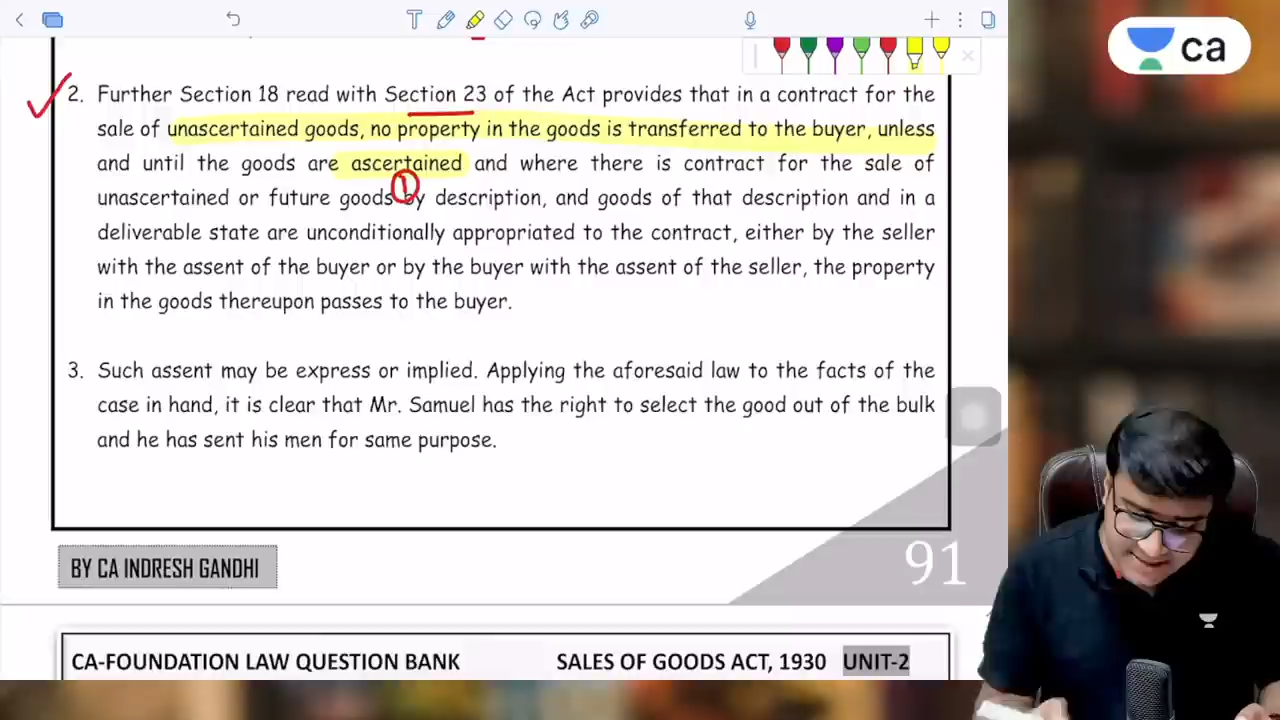 ca
2. Further Section 18 read with Section 23 of the Act provides that in a contract for the
sale of unascertained goods, no property in the goods is transferred to the buyer, unless
and until the goods are ascertained and where there is contract for the sale of
1
unascertained or future goods by description, and goods of that description and in a
deliverable state are unconditionally appropriated to the contract, either by the seller
with the assent of the buyer or by the buyer with the assent of the seller, the property
in the goods thereupon passes to the buyer.
3. Such assent may be express or implied. Applying the aforesaid law to the facts of the
case in hand, it is clear that Mr. Samuel has the right to select the good out of the bulk
and he has sent his men for same purpose.
BY CA INDRESH GANDHI
91
CA-FOUNDATION LAW QUESTION BANK SALES OF GOODS ACT, 1930 UNIT-2